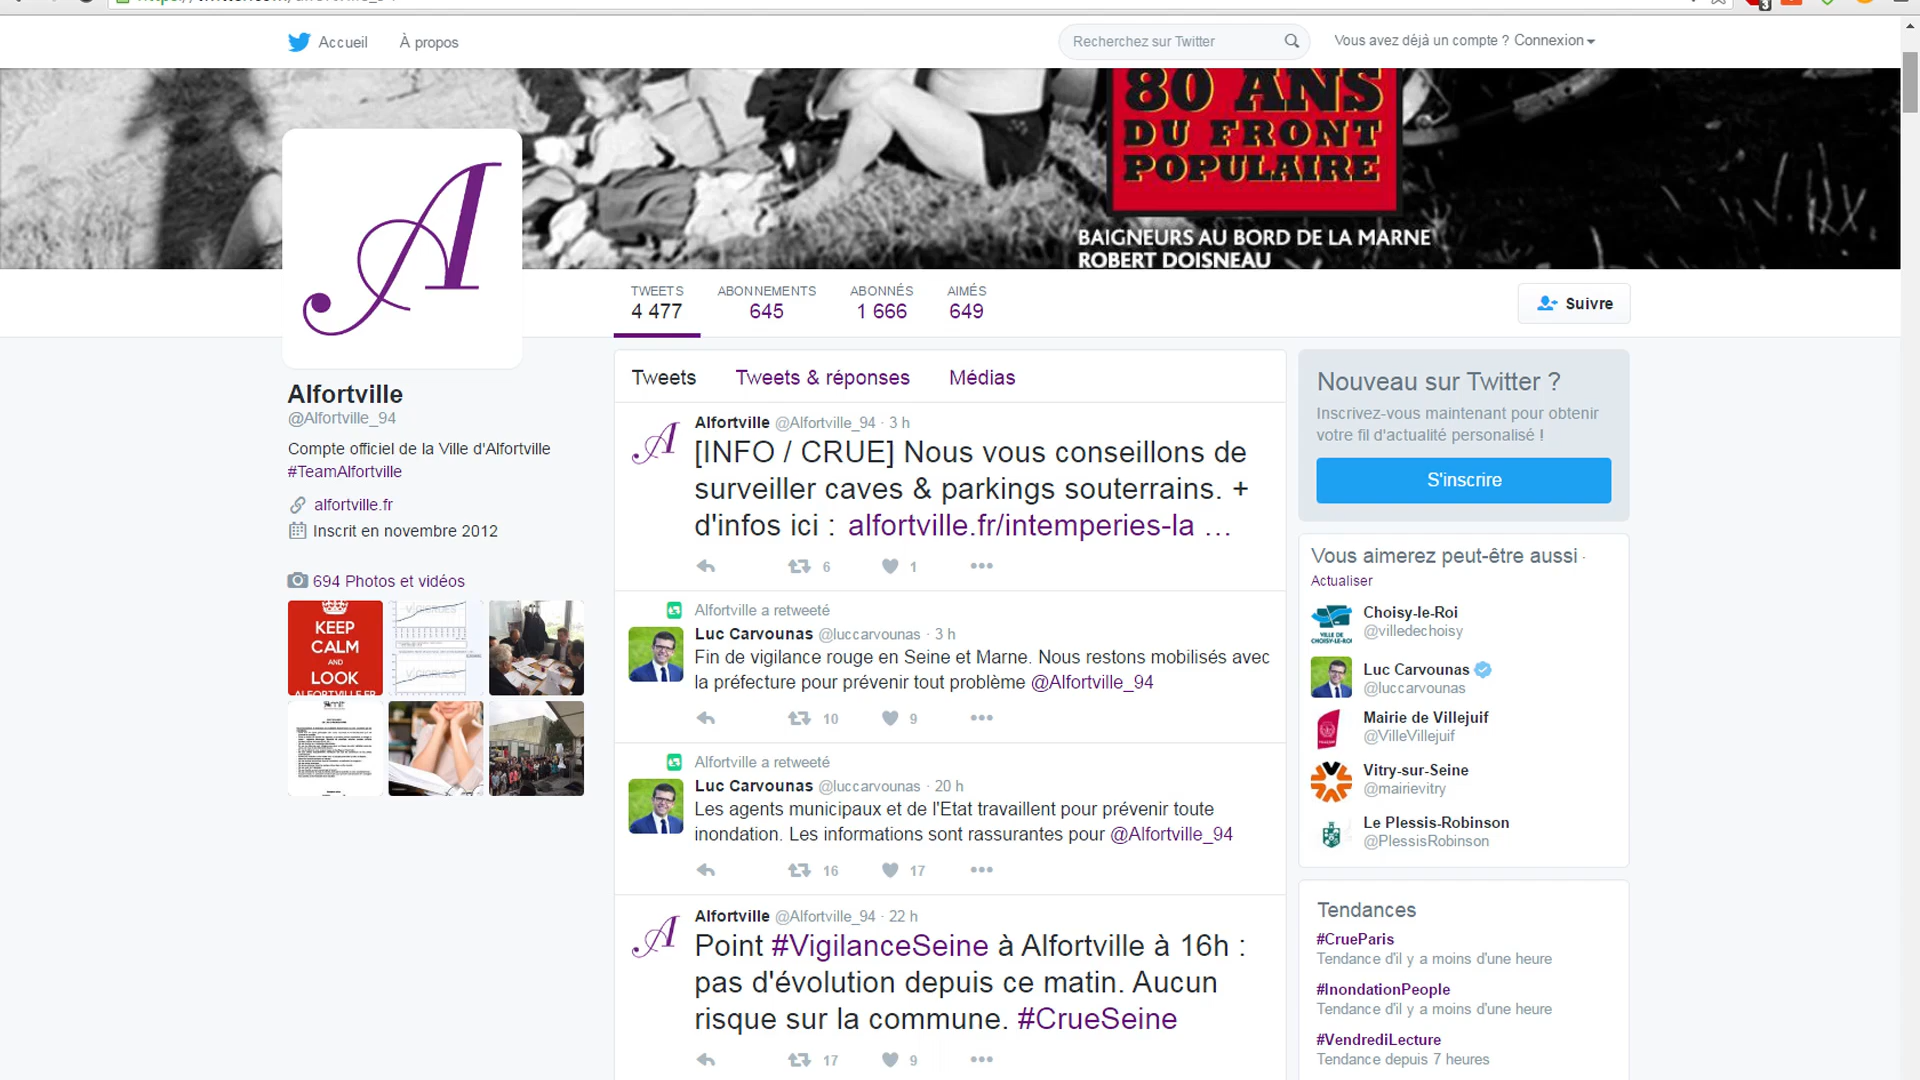 Accueil
À propos
Recherchez sur Twitter
Vous avez déjà un compte ? Connexion
3
80 ANS
DU FRONT
POPULAIRE
BAIGNEURS AU BORD DE LA MARNE
ROBERT DOISNEAU
A
TWEETS
4 477
ABONNEMENTS
645
ABONNÉS
1 666
AIMÉS
649
Suivre
Alfortville
@Alfortville_94
Compte officiel de la Ville d'Alfortville
#TeamAlfortville
alfortville.fr
Inscrit en novembre 2012
694 Photos et vidéos
KEEP
CALM
AND
LOOK
ALFORTVILLE.FR
Tweets
Tweets & réponses
Médias
Alfortville @Alfortville_94 · 3 h
[INFO / CRUE] Nous vous conseillons de
surveiller caves & parkings souterrains. +
d'infos ici : alfortville.fr/intemperies-la …
6
1
Alfortville a retweeté
Luc Carvounas @luccarvounas · 3 h
Fin de vigilance rouge en Seine et Marne. Nous restons mobilisés avec
la préfecture pour prévenir tout problème @Alfortville_94
10
9
Alfortville a retweeté
Luc Carvounas @luccarvounas · 20 h
Les agents municipaux et de l'Etat travaillent pour prévenir toute
inondation. Les informations sont rassurantes pour @Alfortville_94
16
17
Alfortville @Alfortville_94 · 22 h
Point #VigilanceSeine à Alfortville à 16h :
pas d'évolution depuis ce matin. Aucun
risque sur la commune. #CrueSeine
17
9
Nouveau sur Twitter ?
Inscrivez-vous maintenant pour obtenir
votre fil d'actualité personalisé !
S'inscrire
Vous aimerez peut-être aussi ·
Actualiser
VILLE DE
CHOISY-LE-ROI
Choisy-le-Roi
@villedechoisy
Luc Carvounas
@luccarvounas
Mairie de Villejuif
@VilleVillejuif
Vitry-sur-Seine
@mairievitry
Le Plessis-Robinson
@PlessisRobinson
Tendances
#CrueParis
Tendance d'il y a moins d'une heure
#InondationPeople
Tendance d'il y a moins d'une heure
#VendrediLecture
Tendance depuis 7 heures